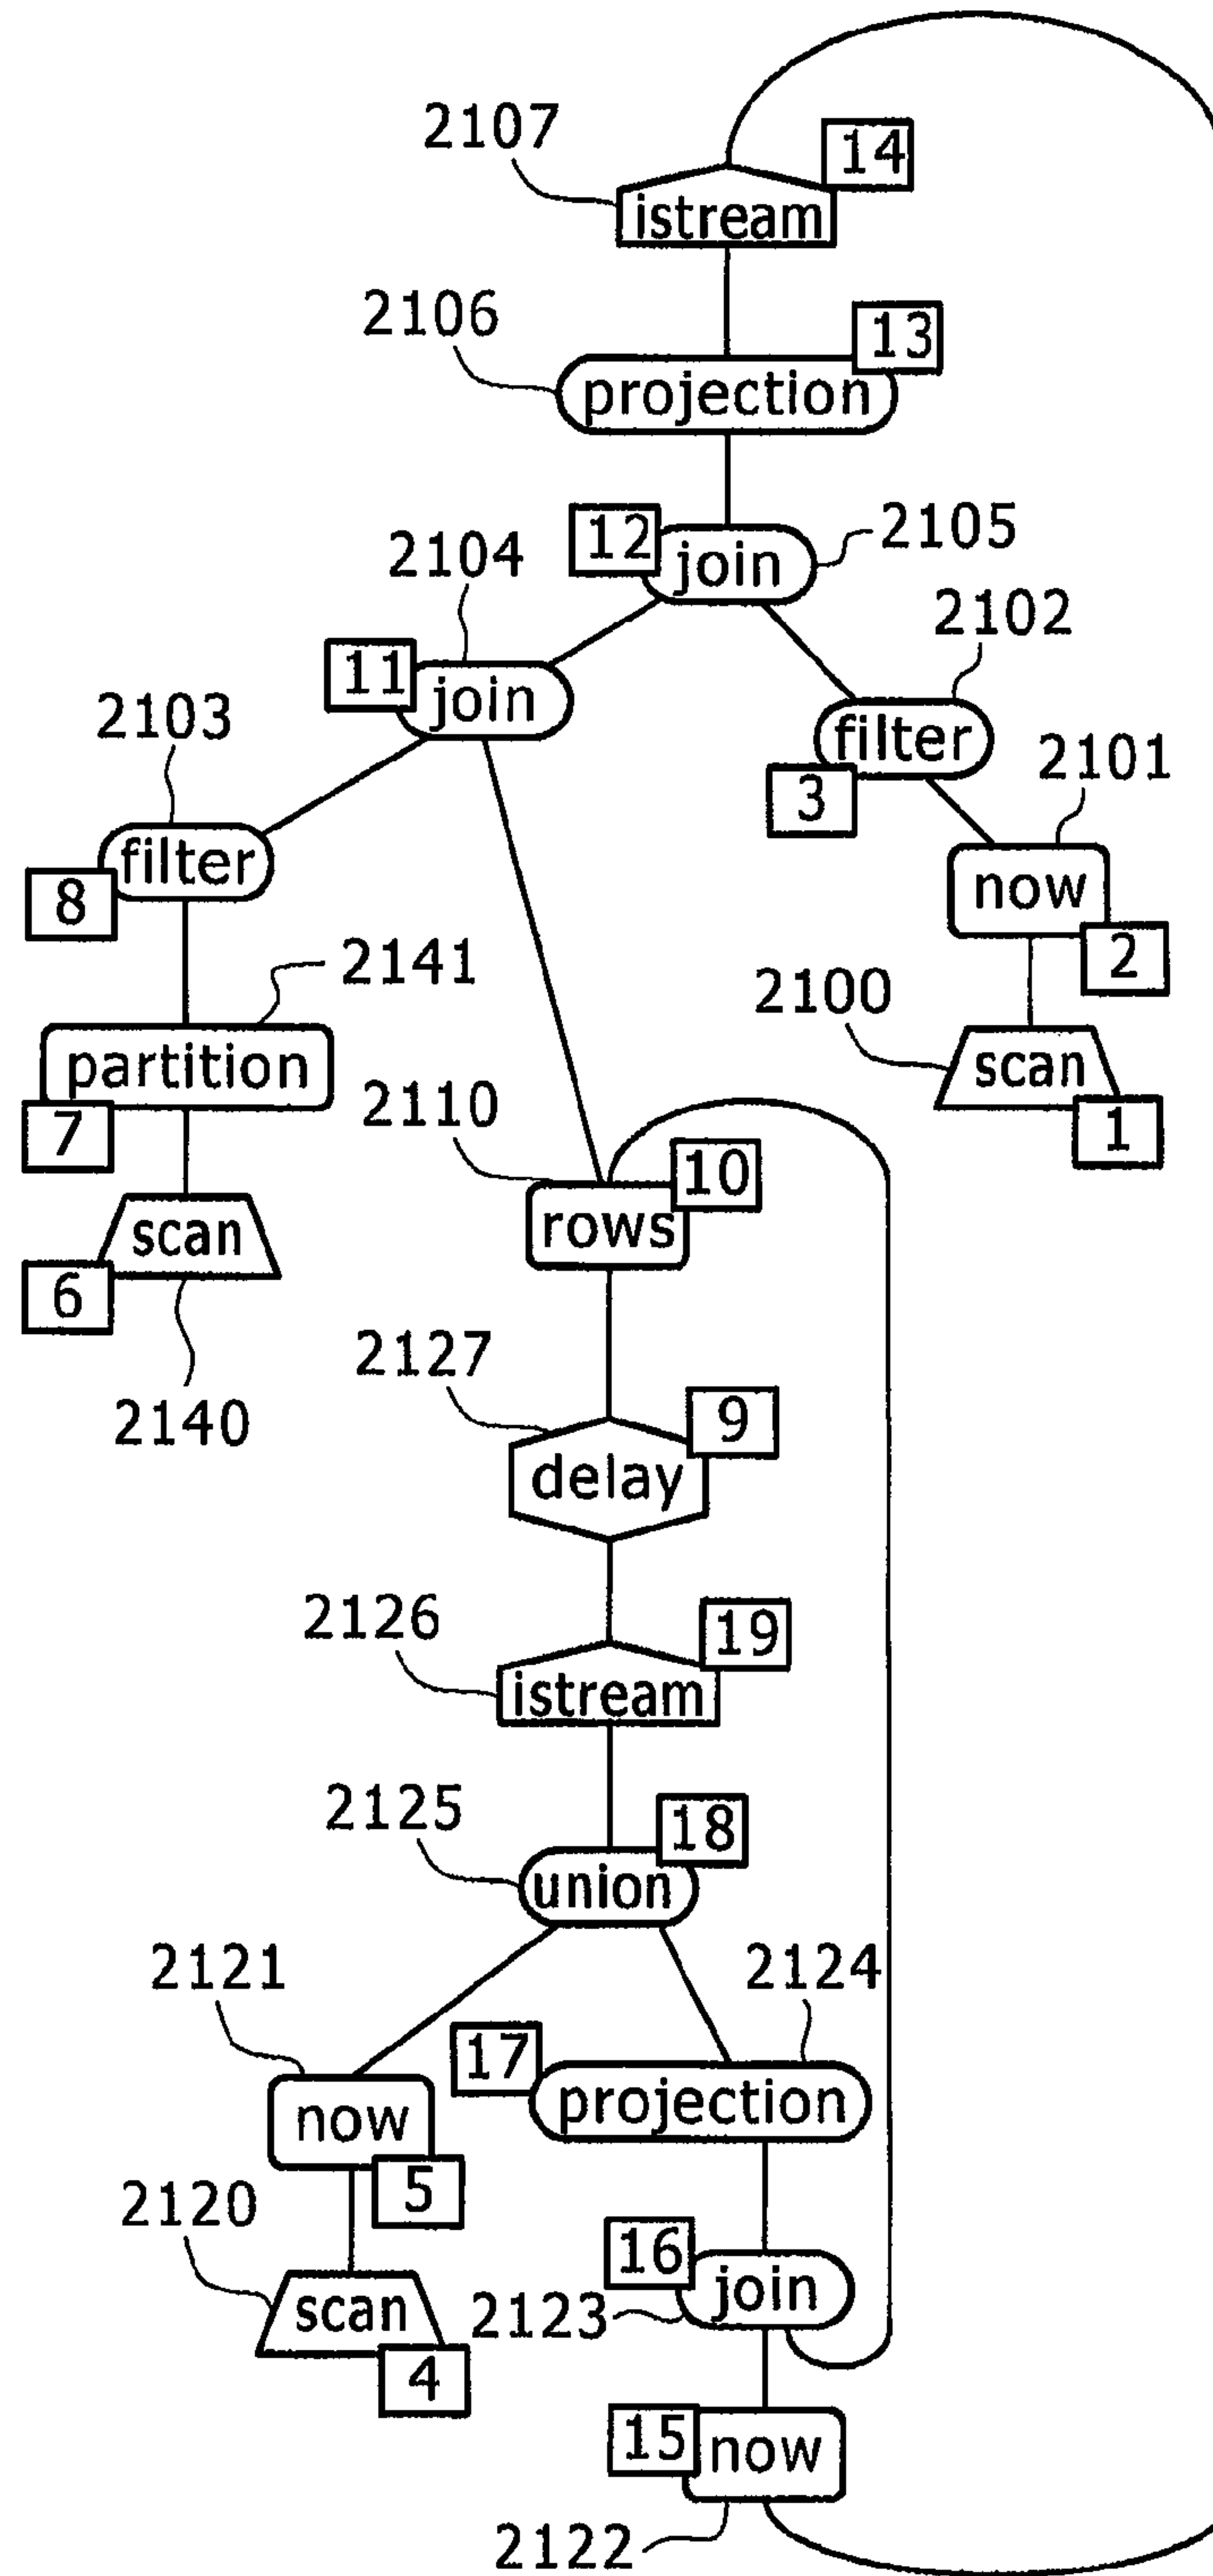 2107
14
istream
2106
13
projection
12
join
2105
2104
11
join
2102
filter
3
2103
filter
8
2101
now
2
2141
partition
7
2100
scan
1
2110
10
rows
scan
6
2140
2127
9
delay
2126
19
istream
2125
18
union
2121
now
5
2124
17
projection
2120
scan
4
16
join
2123
15
now
2122